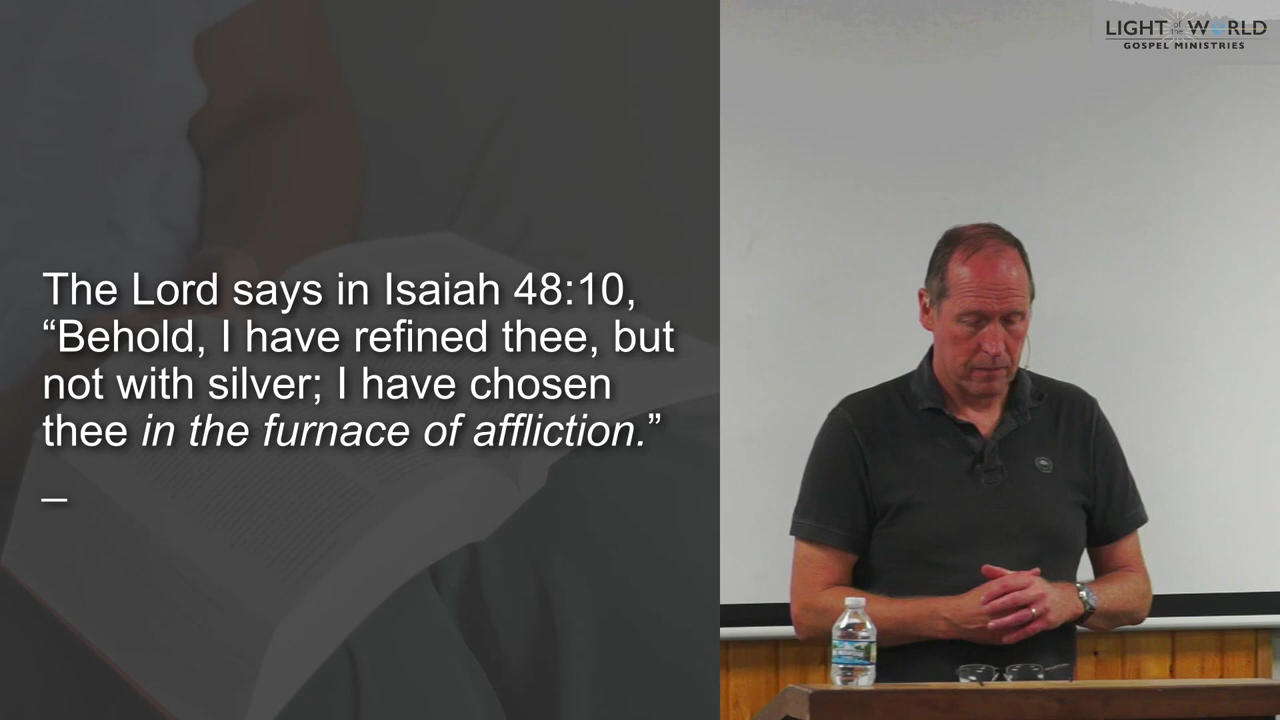 The Lord says in Isaiah 48:10,
“Behold, I have refined thee, but
not with silver; I have chosen
thee in the furnace of affliction.”
_
LIGHT of the WORLD
GOSPEL MINISTRIES